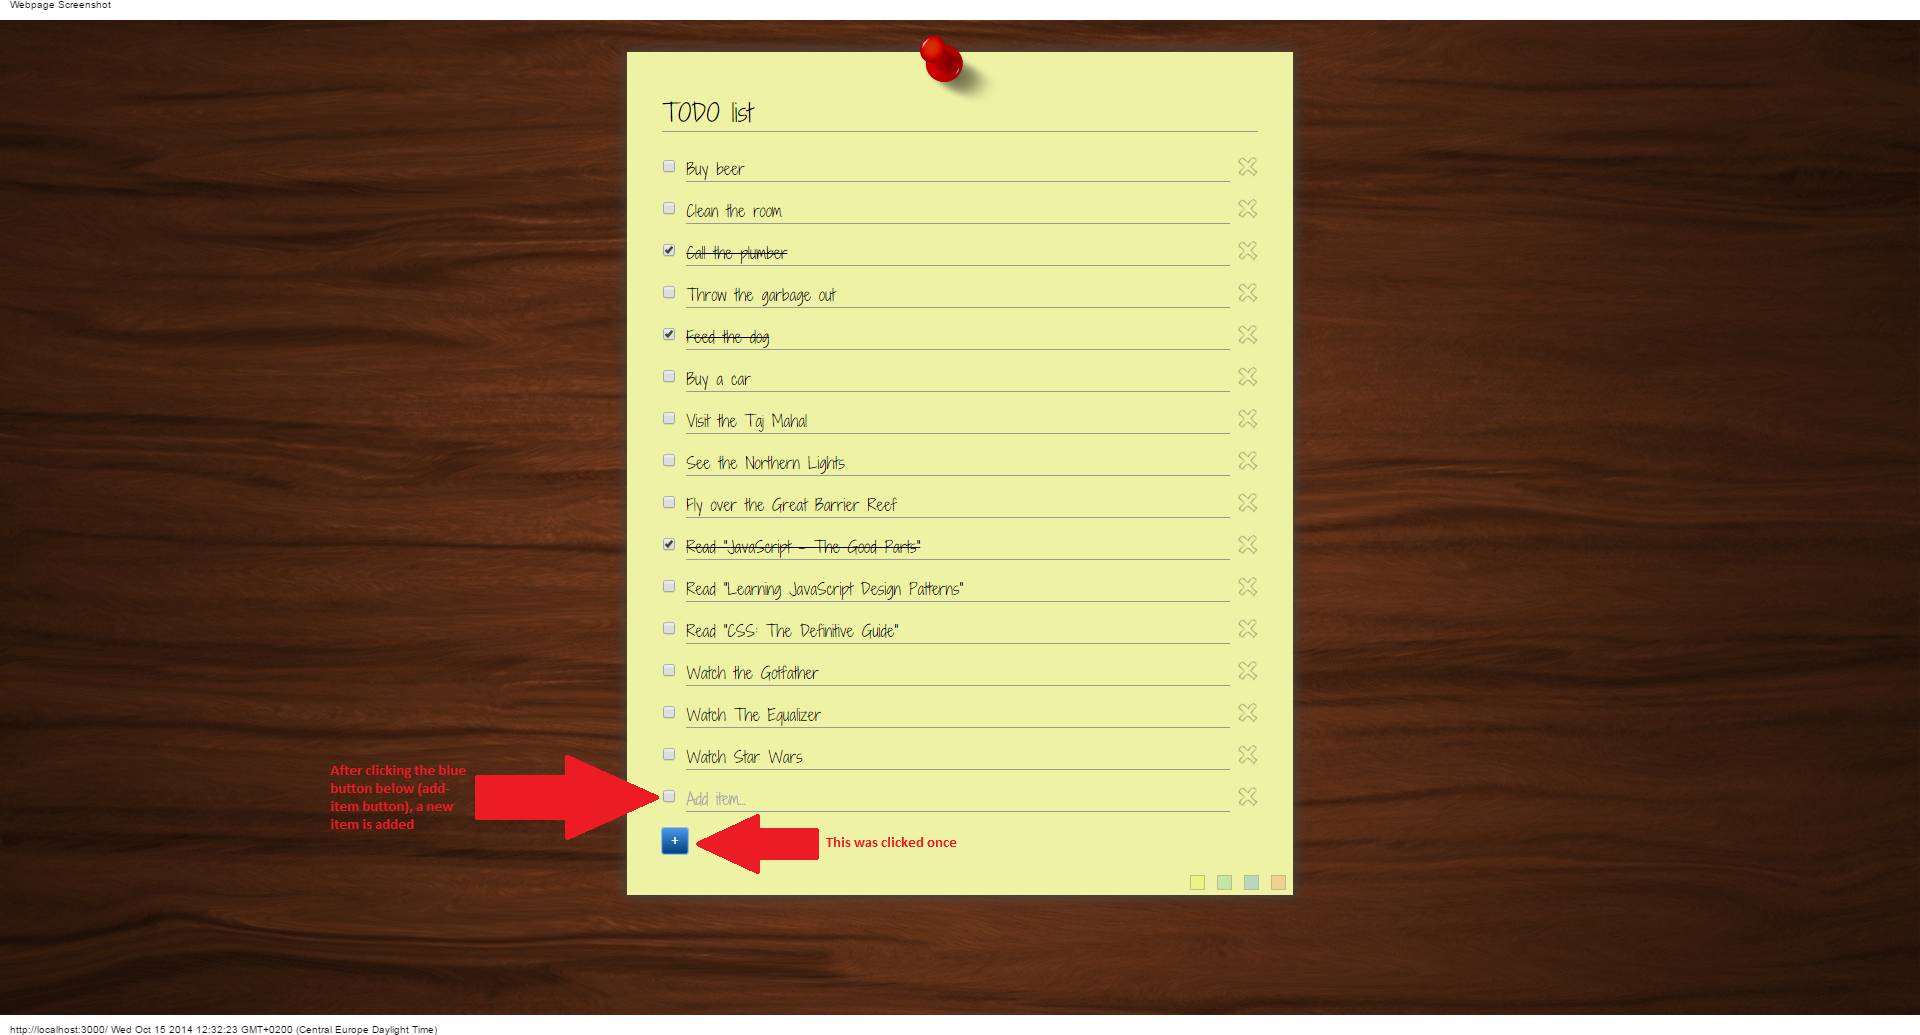 Webpage Screenshot
TODO list
Buy beer
Clean the room
Call the plumber
Throw the garbage out
Feed the dog
Buy a car
Visit the Taj Mahal
See the Northern Lights
Fly over the Great Barrier Reef
Read "JavaScript - The Good Parts"
Read "Learning JavaScript Design Patterns"
Read "CSS: The Definitive Guide"
Watch the Gotfather
Watch The Equalizer
Watch Star Wars
After clicking the blue
button below (add-
item button), a new
item is added
Add item...
+
This was clicked once
http://localhost:3000/ Wed Oct 15 2014 12:32:23 GMT+0200 (Central Europe Daylight Time)